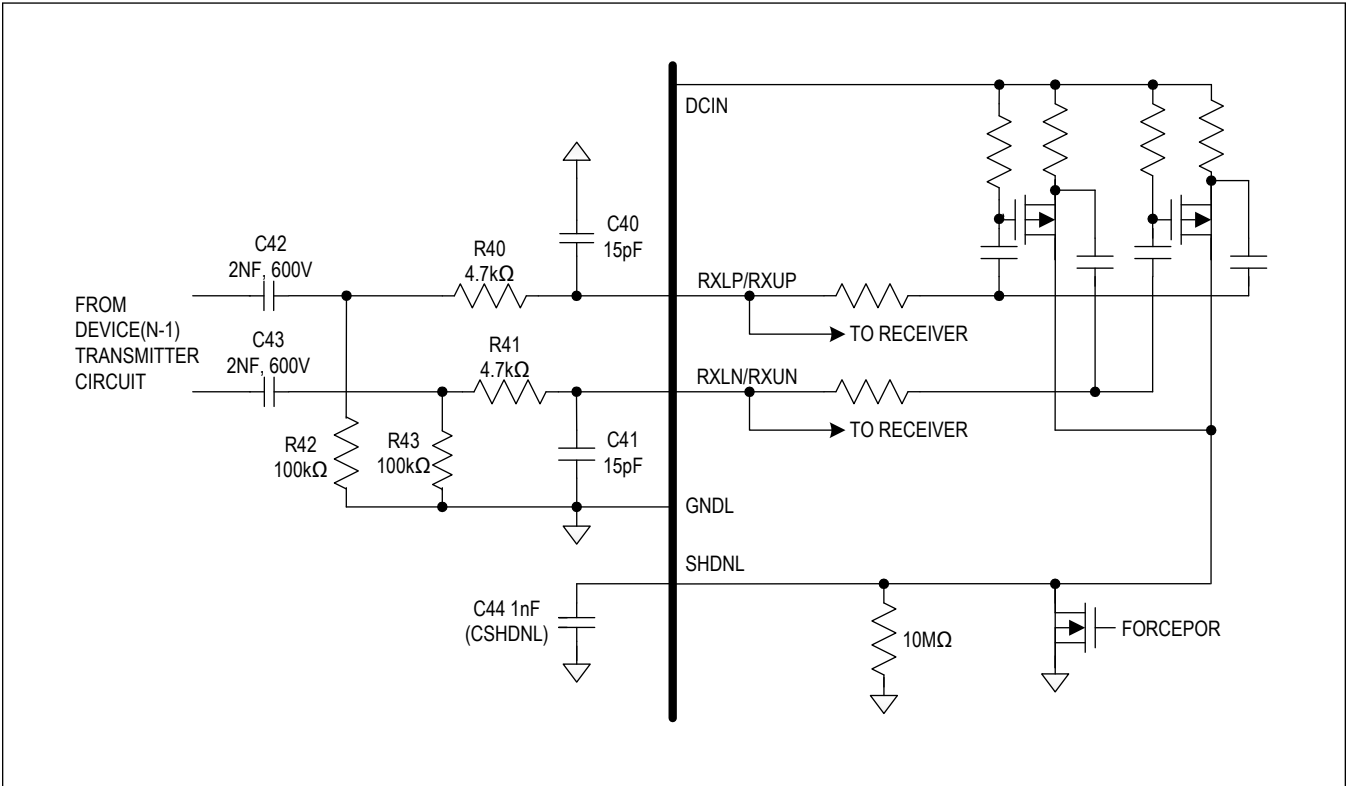 DCIN
C40
15pF
C42
2NF, 600V
R40
4.7kΩ
RXLP/RXUP
FROM
DEVICE(N-1)
TRANSMITTER
CIRCUIT
TO RECEIVER
C43
2NF, 600V
R41
4.7kΩ
RXLN/RXUN
TO RECEIVER
R42
100kΩ
R43
100kΩ
C41
15pF
GNDL
SHDNL
C44 1nF
(CSHDNL)
10MΩ
FORCEPOR